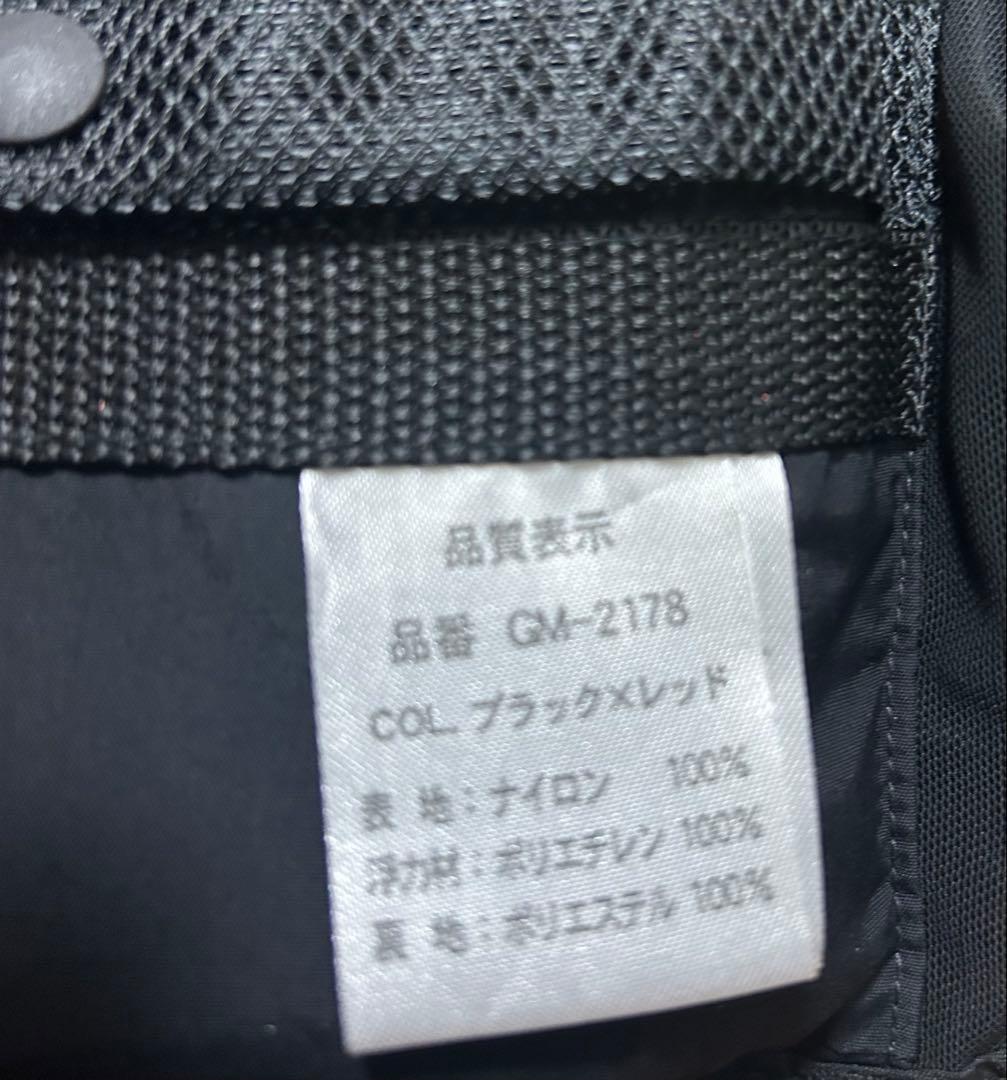 品質表示
品番 GM-2178
COL. ブラック×レッド
表 地：ナイロン 100%
浮力材：ポリエチレン 100%
裏 地：ポリエステル 100%